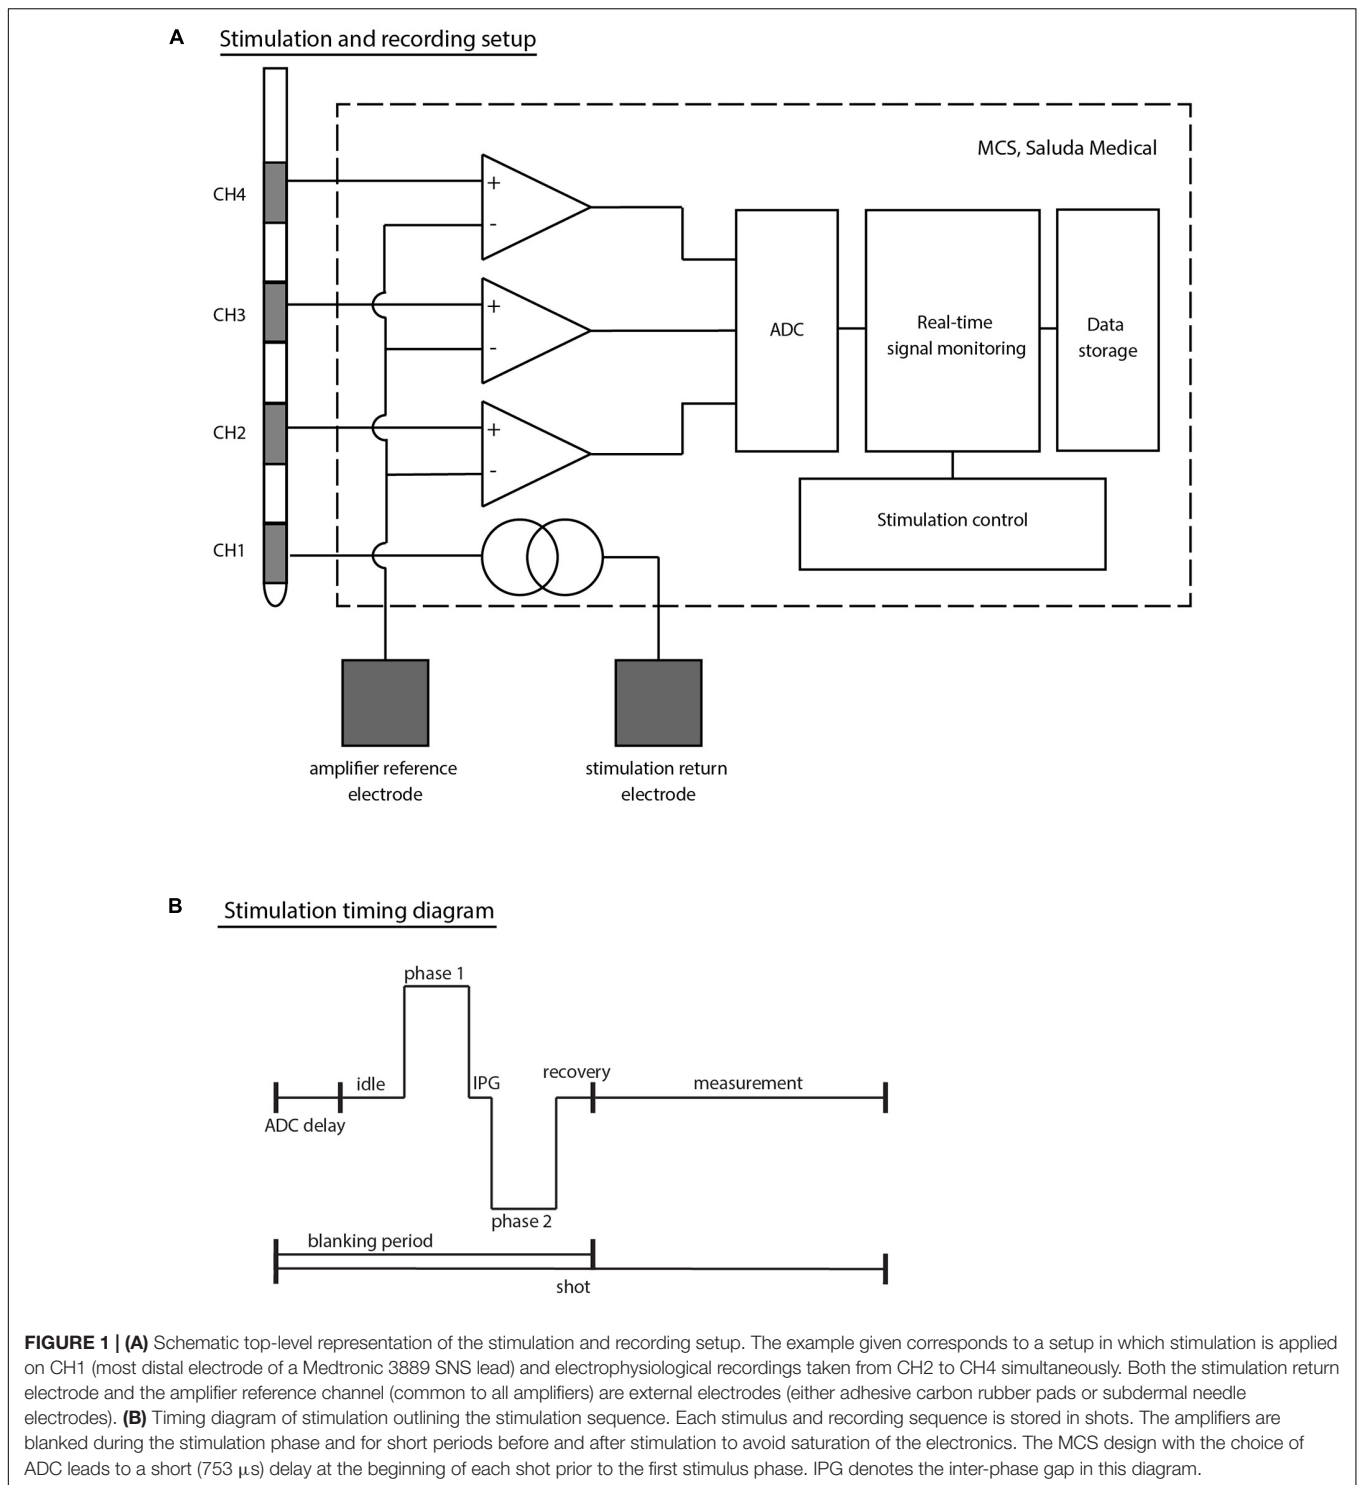 A Stimulation and recording setup
MCS, Saluda Medical
CH4
+
-
CH3
+
-
ADC
Real-time
signal monitoring
Data
storage
CH2
+
-
Stimulation control
CH1
amplifier reference
electrode
stimulation return
electrode
B Stimulation timing diagram
phase 1
idle
IPG
recovery
measurement
ADC delay
phase 2
blanking period
shot
FIGURE 1 | (A) Schematic top-level representation of the stimulation and recording setup. The example given corresponds to a setup in which stimulation is applied
on CH1 (most distal electrode of a Medtronic 3889 SNS lead) and electrophysiological recordings taken from CH2 to CH4 simultaneously. Both the stimulation return
electrode and the amplifier reference channel (common to all amplifiers) are external electrodes (either adhesive carbon rubber pads or subdermal needle
electrodes). (B) Timing diagram of stimulation outlining the stimulation sequence. Each stimulus and recording sequence is stored in shots. The amplifiers are
blanked during the stimulation phase and for short periods before and after stimulation to avoid saturation of the electronics. The MCS design with the choice of
ADC leads to a short (753 μs) delay at the beginning of each shot prior to the first stimulus phase. IPG denotes the inter-phase gap in this diagram.